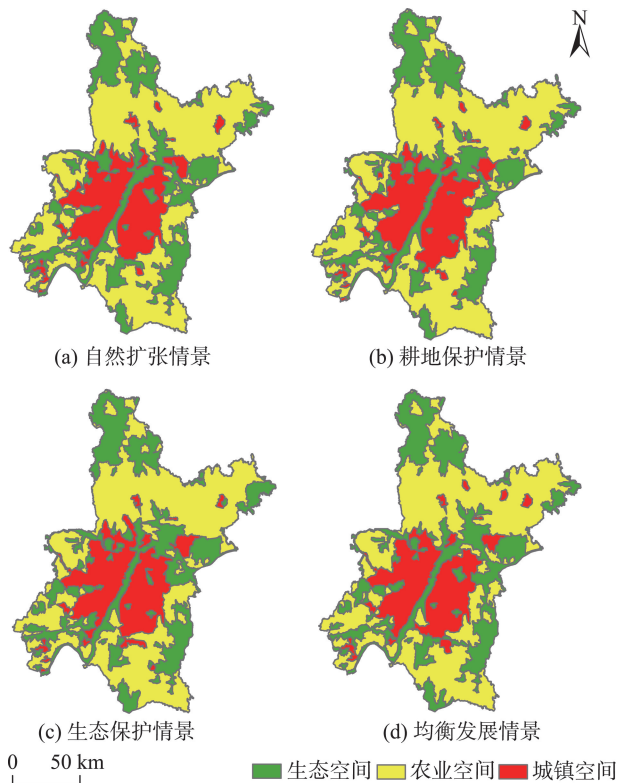 N
(a) 自然扩张情景
(b) 耕地保护情景
(c) 生态保护情景
(d) 均衡发展情景
0 50 km
生态空间 农业空间 城镇空间